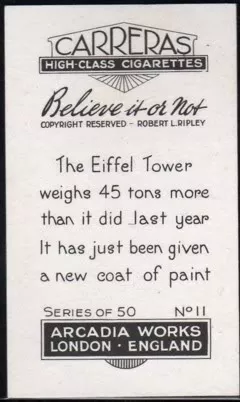 CARRERAS
HIGH-CLASS CIGARETTES
Believe it or Not
COPYRIGHT RESERVED - ROBERT L. RIPLEY
The Eiffel Tower
weighs 45 tons more
than it did last year
It has just been given
a new coat of paint
SERIES OF 50 No 11
ARCADIA WORKS
LONDON · ENGLAND